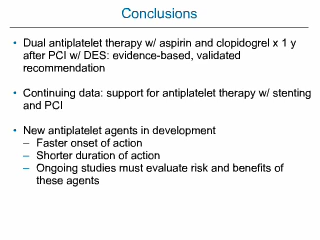 Conclusions
• Dual antiplatelet therapy w/ aspirin and clopidogrel x 1 y
after PCI w/ DES: evidence-based, validated
recommendation
• Continuing data: support for antiplatelet therapy w/ stenting
and PCI
• New antiplatelet agents in development
– Faster onset of action
– Shorter duration of action
– Ongoing studies must evaluate risk and benefits of
these agents